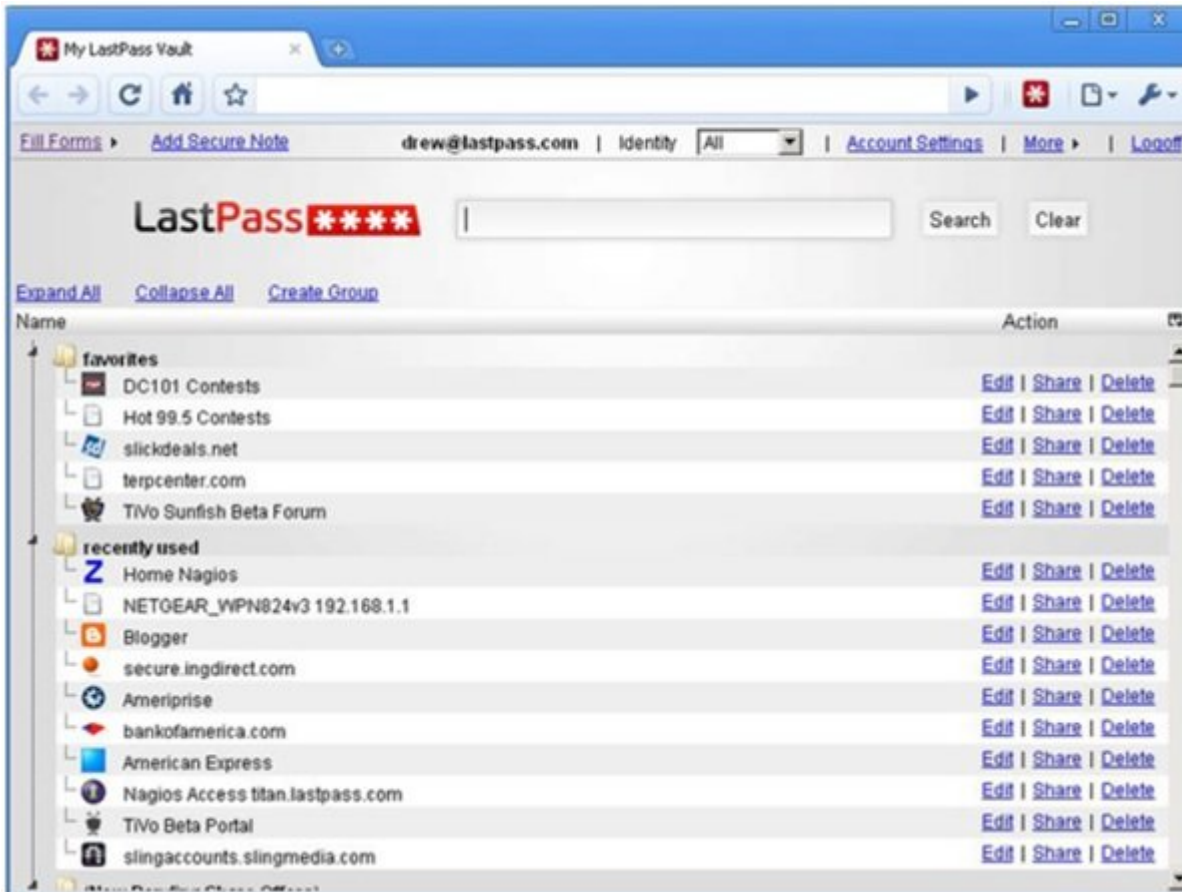 My LastPass Vault
Fill Forms Add Secure Note drew@lastpass.com | Identity All | Account Settings | More | Logoff
LastPass **** Search Clear
Expand All Collapse All Create Group
Name Action
favorites
DC101 Contests Edit | Share | Delete
Hot 99.5 Contests Edit | Share | Delete
slickdeals.net Edit | Share | Delete
terpcenter.com Edit | Share | Delete
TiVo Sunfish Beta Forum Edit | Share | Delete
recently used
Home Nagios Edit | Share | Delete
NETGEAR_WPN824v3 192.168.1.1 Edit | Share | Delete
Blogger Edit | Share | Delete
secure.ingdirect.com Edit | Share | Delete
Ameriprise Edit | Share | Delete
bankofamerica.com Edit | Share | Delete
American Express Edit | Share | Delete
Nagios Access titan.lastpass.com Edit | Share | Delete
TiVo Beta Portal Edit | Share | Delete
slingaccounts.slingmedia.com Edit | Share | Delete